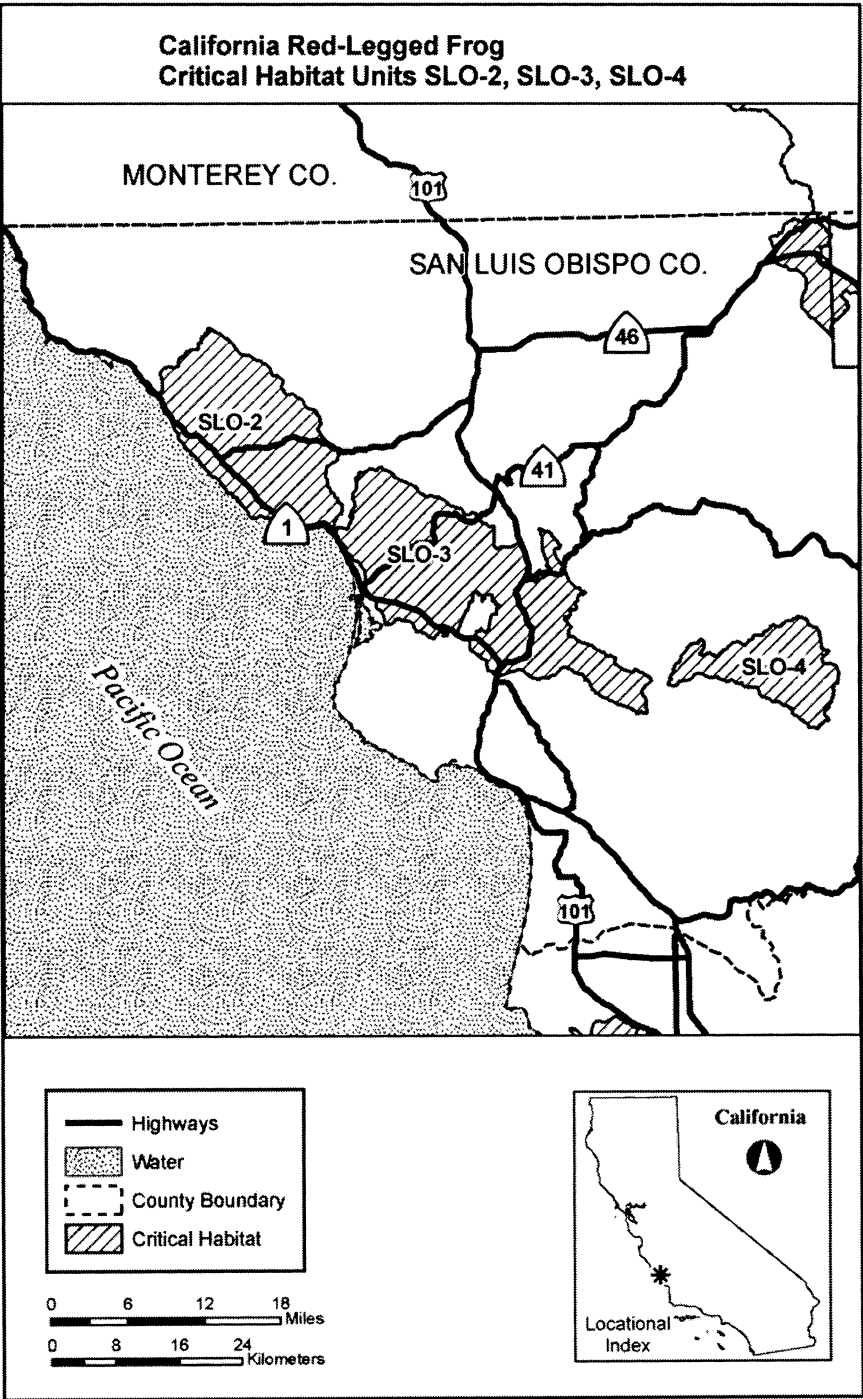 California Red-Legged Frog
Critical Habitat Units SLO-2, SLO-3, SLO-4
MONTEREY CO.
101
SAN LUIS OBISPO CO.
46
SLO-2
41
1
SLO-3
SLO-4
Pacific Ocean
101
Highways
Water
County Boundary
Critical Habitat
0 6 12 18
Miles
0 8 16 24
Kilometers
California
Locational
Index